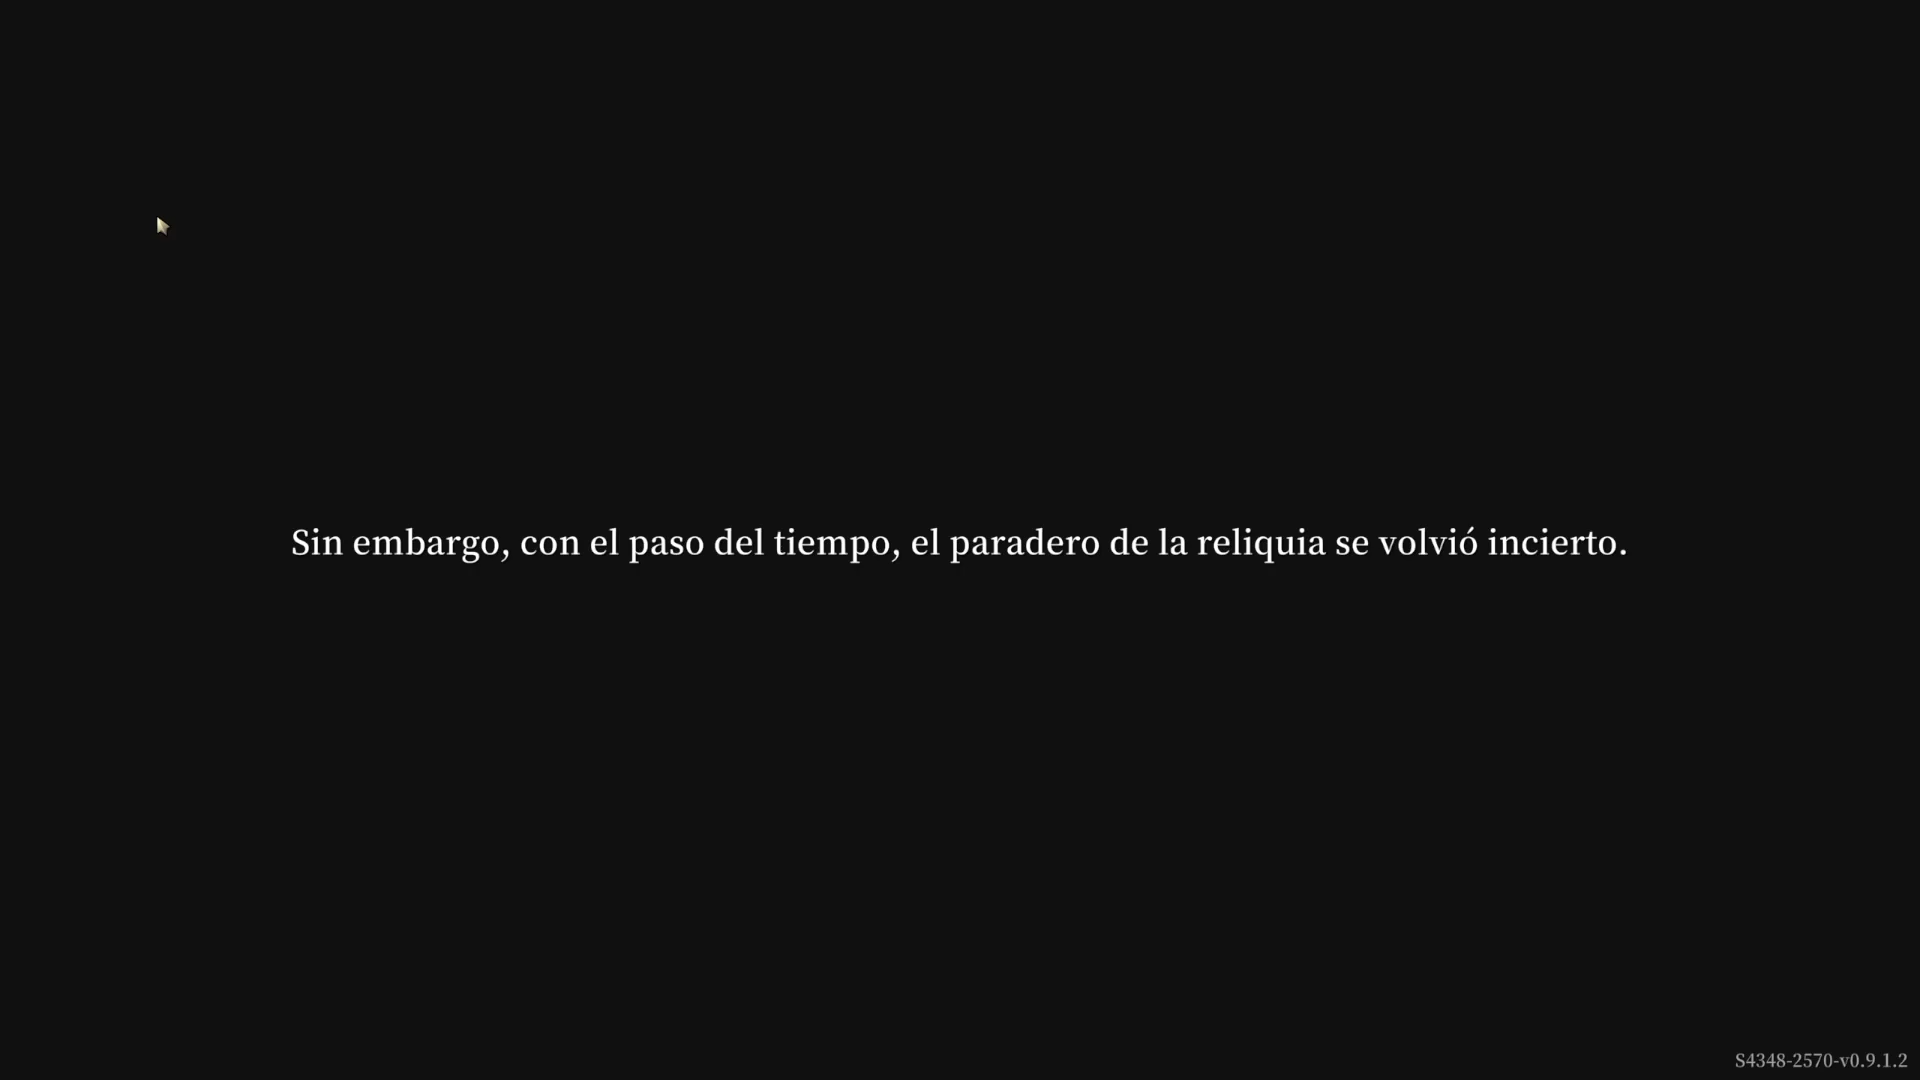 Sin embargo, con el paso del tiempo, el paradero de la reliquia se volvió incierto.
S4348-2570-v0.9.1.2